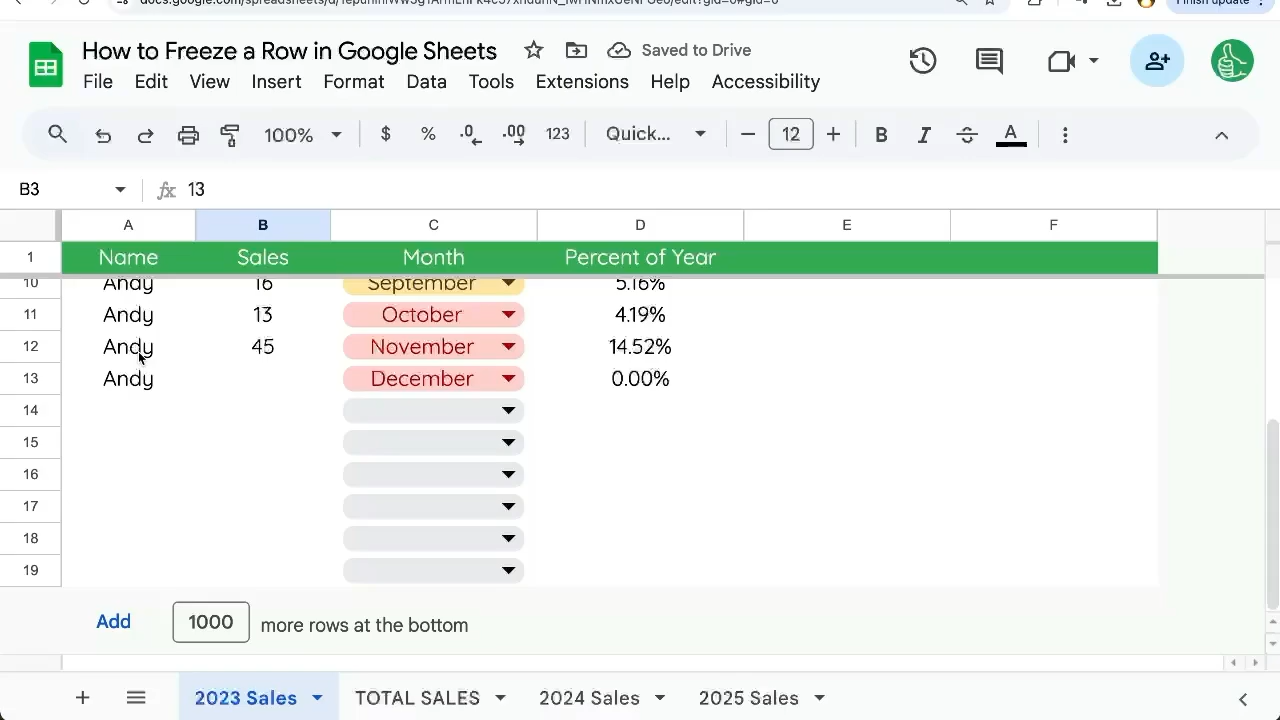 Finish update
How to Freeze a Row in Google Sheets Saved to Drive
File Edit View Insert Format Data Tools Extensions Help Accessibility
100% $ % .0 .00 123 Quick... 12 B I S A
B3 fx 13
A B C D E F
1 Name Sales Month Percent of Year
10 Andy 16 September 5.16%
11 Andy 13 October 4.19%
12 Andy 45 November 14.52%
13 Andy December 0.00%
14
15
16
17
18
19
Add 1000 more rows at the bottom
2023 Sales TOTAL SALES 2024 Sales 2025 Sales